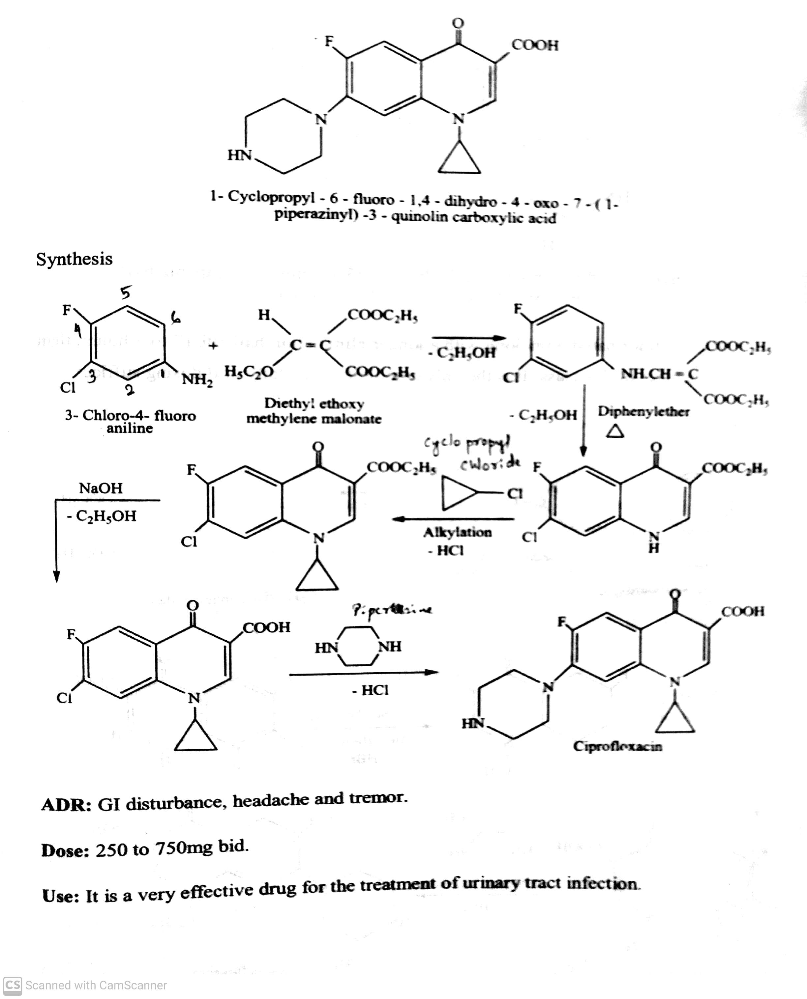 O
F
COOH
N
N
HN
1- Cyclopropyl - 6 - fluoro - 1,4 - dihydro - 4 - oxo - 7 - ( 1-
piperazinyl) -3 - quinolin carboxylic acid
Synthesis
5
F
6
4
3
2
1
Cl
NH₂
3- Chloro-4- fluoro
aniline
+
H
COOC₂H₅
C = C
H₅C₂O
COOC₂H₅
Diethyl ethoxy
methylene malonate
- C₂H₅OH
F
Cl
COOC₂H₅
NH.CH = C
COOC₂H₅
- C₂H₅OH
Diphenylether
△
O
F
COOC₂H₅
Cl
N
H
cyclo propyl
chloride
Cl
Alkylation
- HCl
O
F
COOC₂H₅
Cl
N
NaOH
- C₂H₅OH
O
F
COOH
Cl
N
HN
NH
- HCl
O
F
COOH
N
N
HN
Ciprofloxacin
ADR: GI disturbance, headache and tremor.
Dose: 250 to 750mg bid.
Use: It is a very effective drug for the treatment of urinary tract infection.
CS Scanned with CamScanner